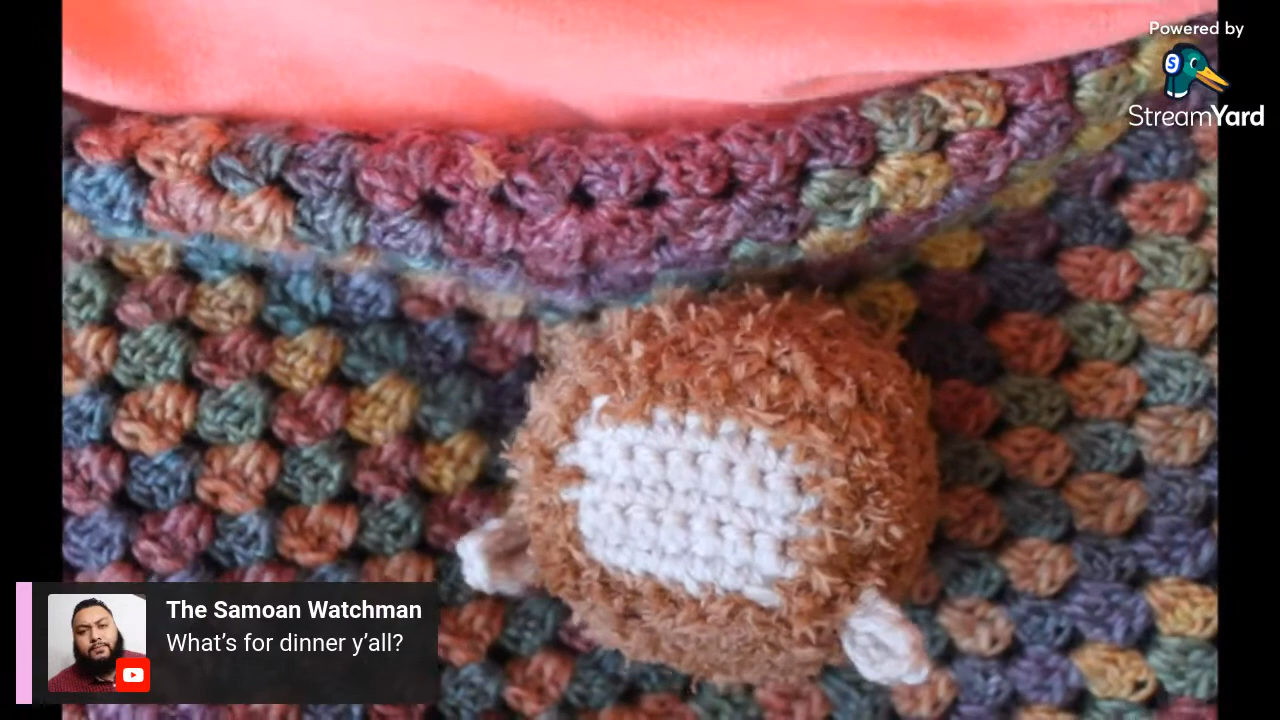 Powered by
StreamYard
The Samoan Watchman
What's for dinner y'all?